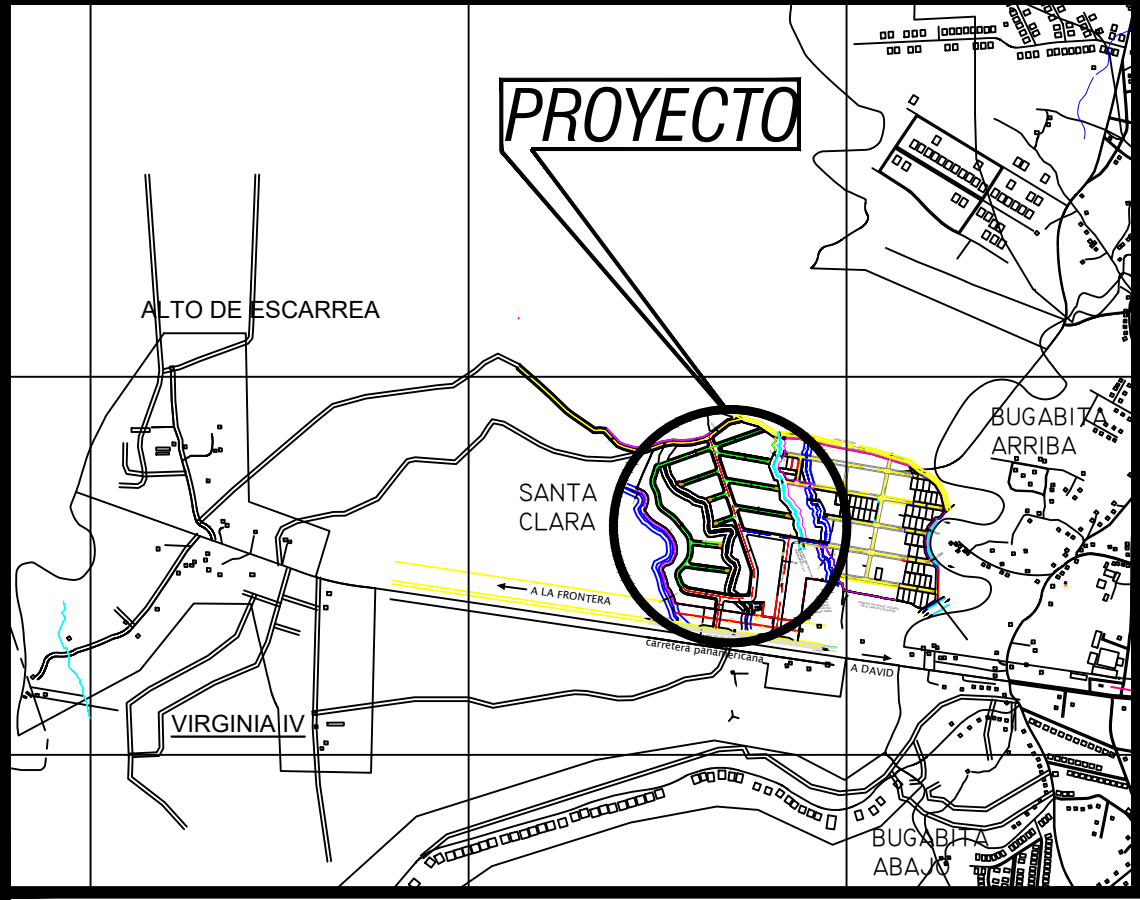 PROYECTO
ALTO DE ESCARREA
BUGABITA
ARRIBA
SANTA
CLARA
A LA FRONTERA
carretera panamericana
A DAVID
VIRGINIA IV
BUGABITA
ABAJO